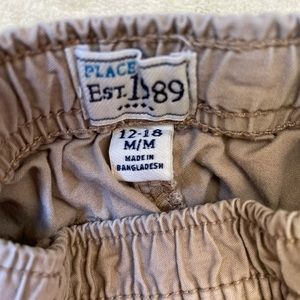 PLACE
EST. 1989
12-18
M/M
MADE IN
BANGLADESH